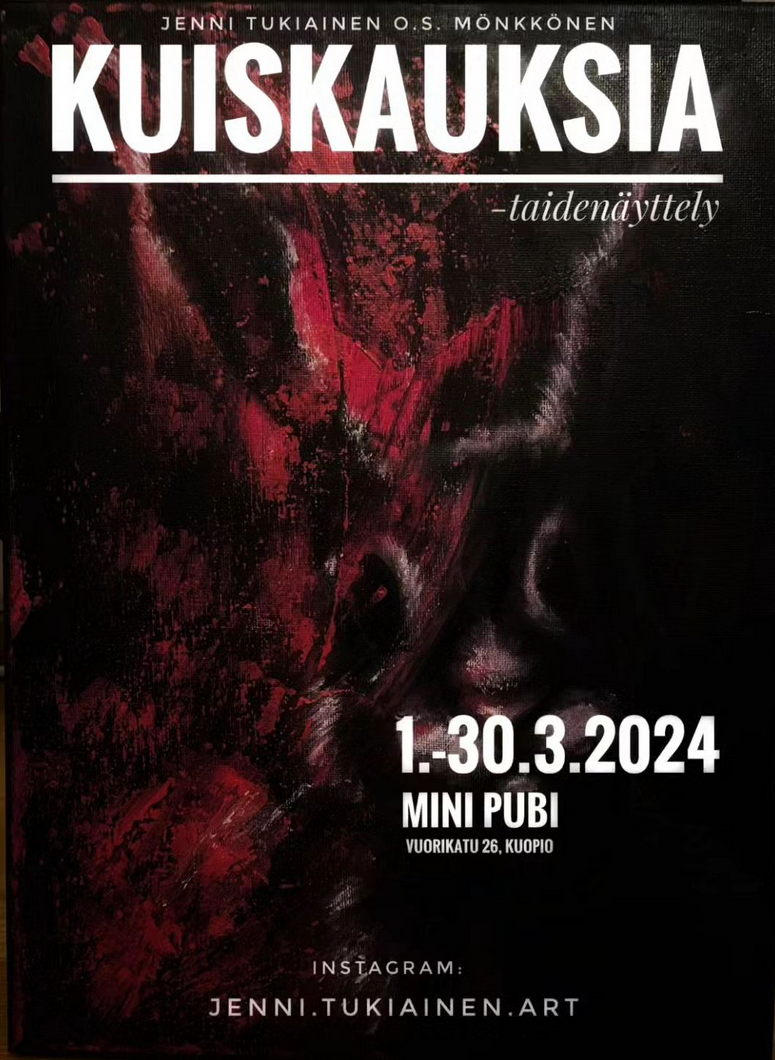 JENNI TUKIAINEN O.S. MÖNKKÖNEN
KUISKAUKSIA
-taidenäyttely
1.-30.3.2024
MINI PUBI
VUORIKATU 26, KUOPIO
INSTAGRAM:
JENNI.TUKIAINEN.ART